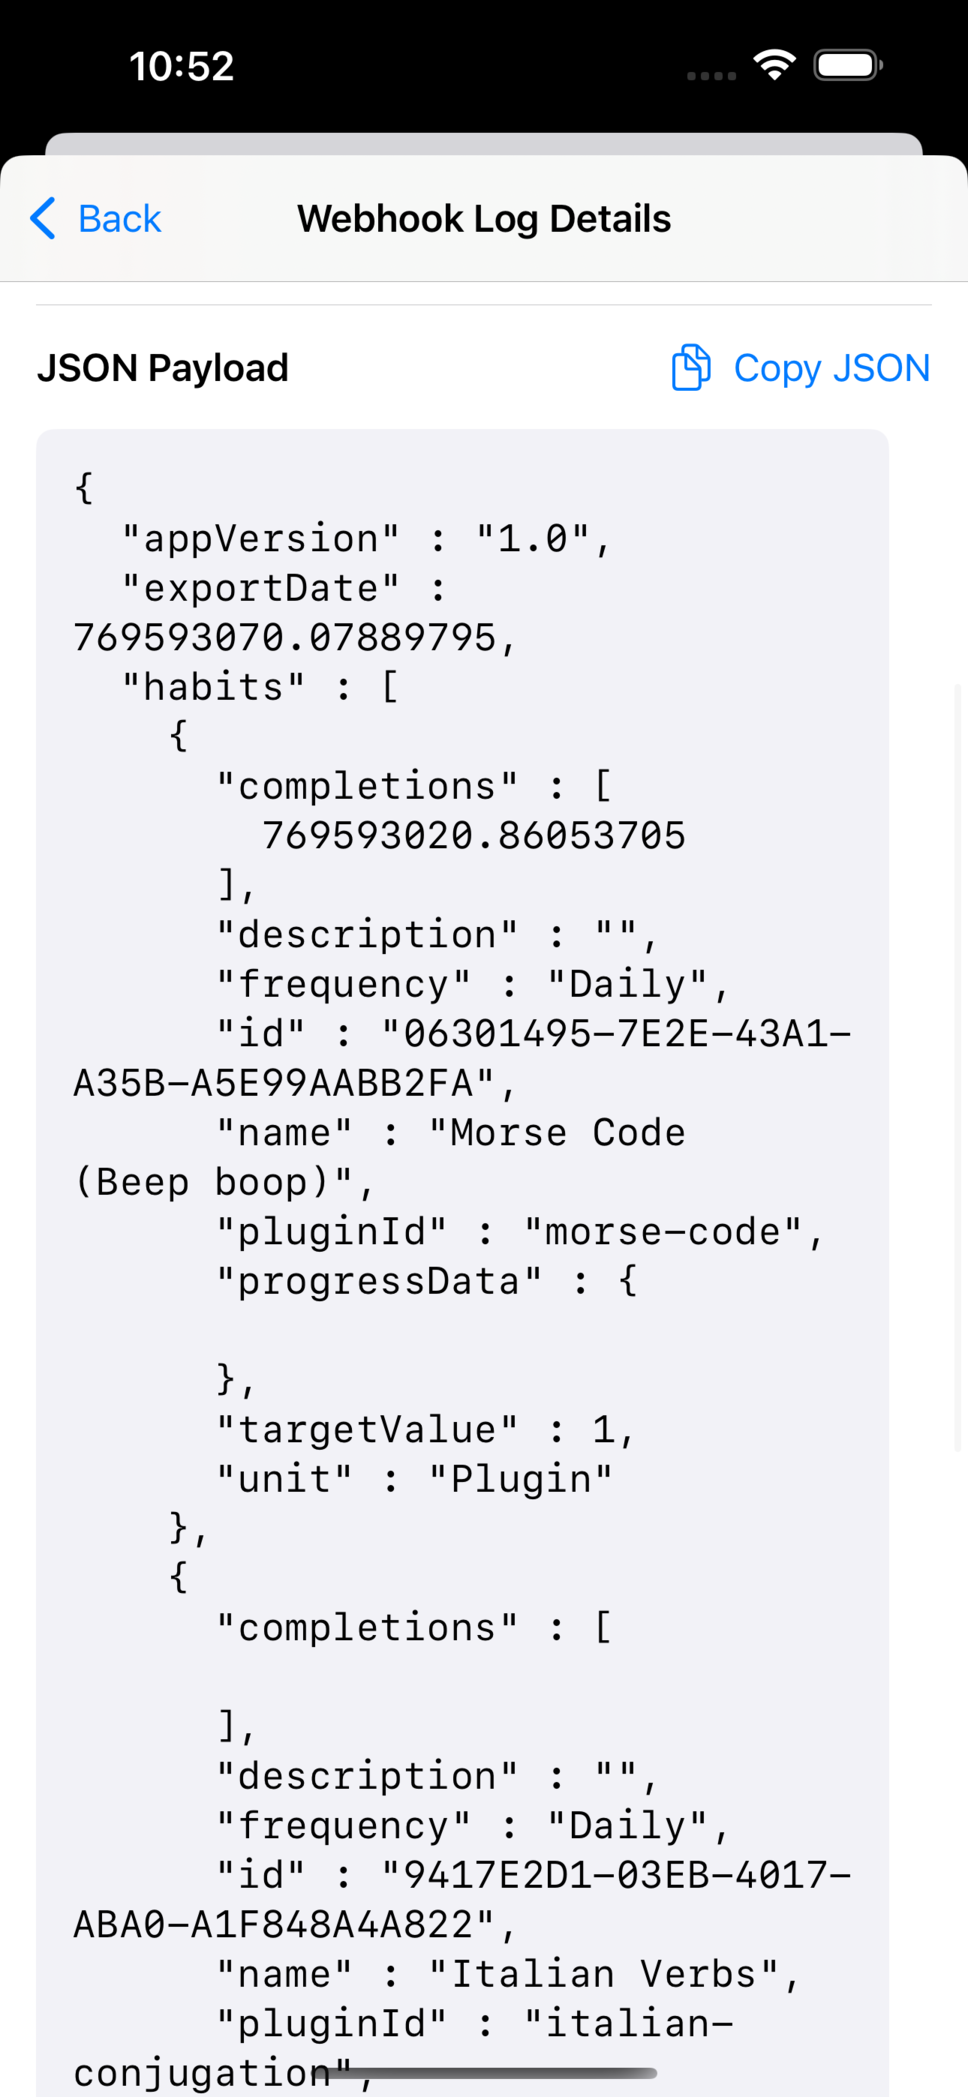 10:52
Back
Webhook Log Details
JSON Payload
Copy JSON
{
  "appVersion" : "1.0",
  "exportDate" :
769593070.07889795,
  "habits" : [
    {
      "completions" : [
        769593020.86053705
      ],
      "description" : "",
      "frequency" : "Daily",
      "id" : "06301495-7E2E-43A1-
A35B-A5E99AABB2FA",
      "name" : "Morse Code
(Beep boop)",
      "pluginId" : "morse-code",
      "progressData" : {

      },
      "targetValue" : 1,
      "unit" : "Plugin"
    },
    {
      "completions" : [

      ],
      "description" : "",
      "frequency" : "Daily",
      "id" : "9417E2D1-03EB-4017-
ABA0-A1F848A4A822",
      "name" : "Italian Verbs",
      "pluginId" : "italian-
conjugation",